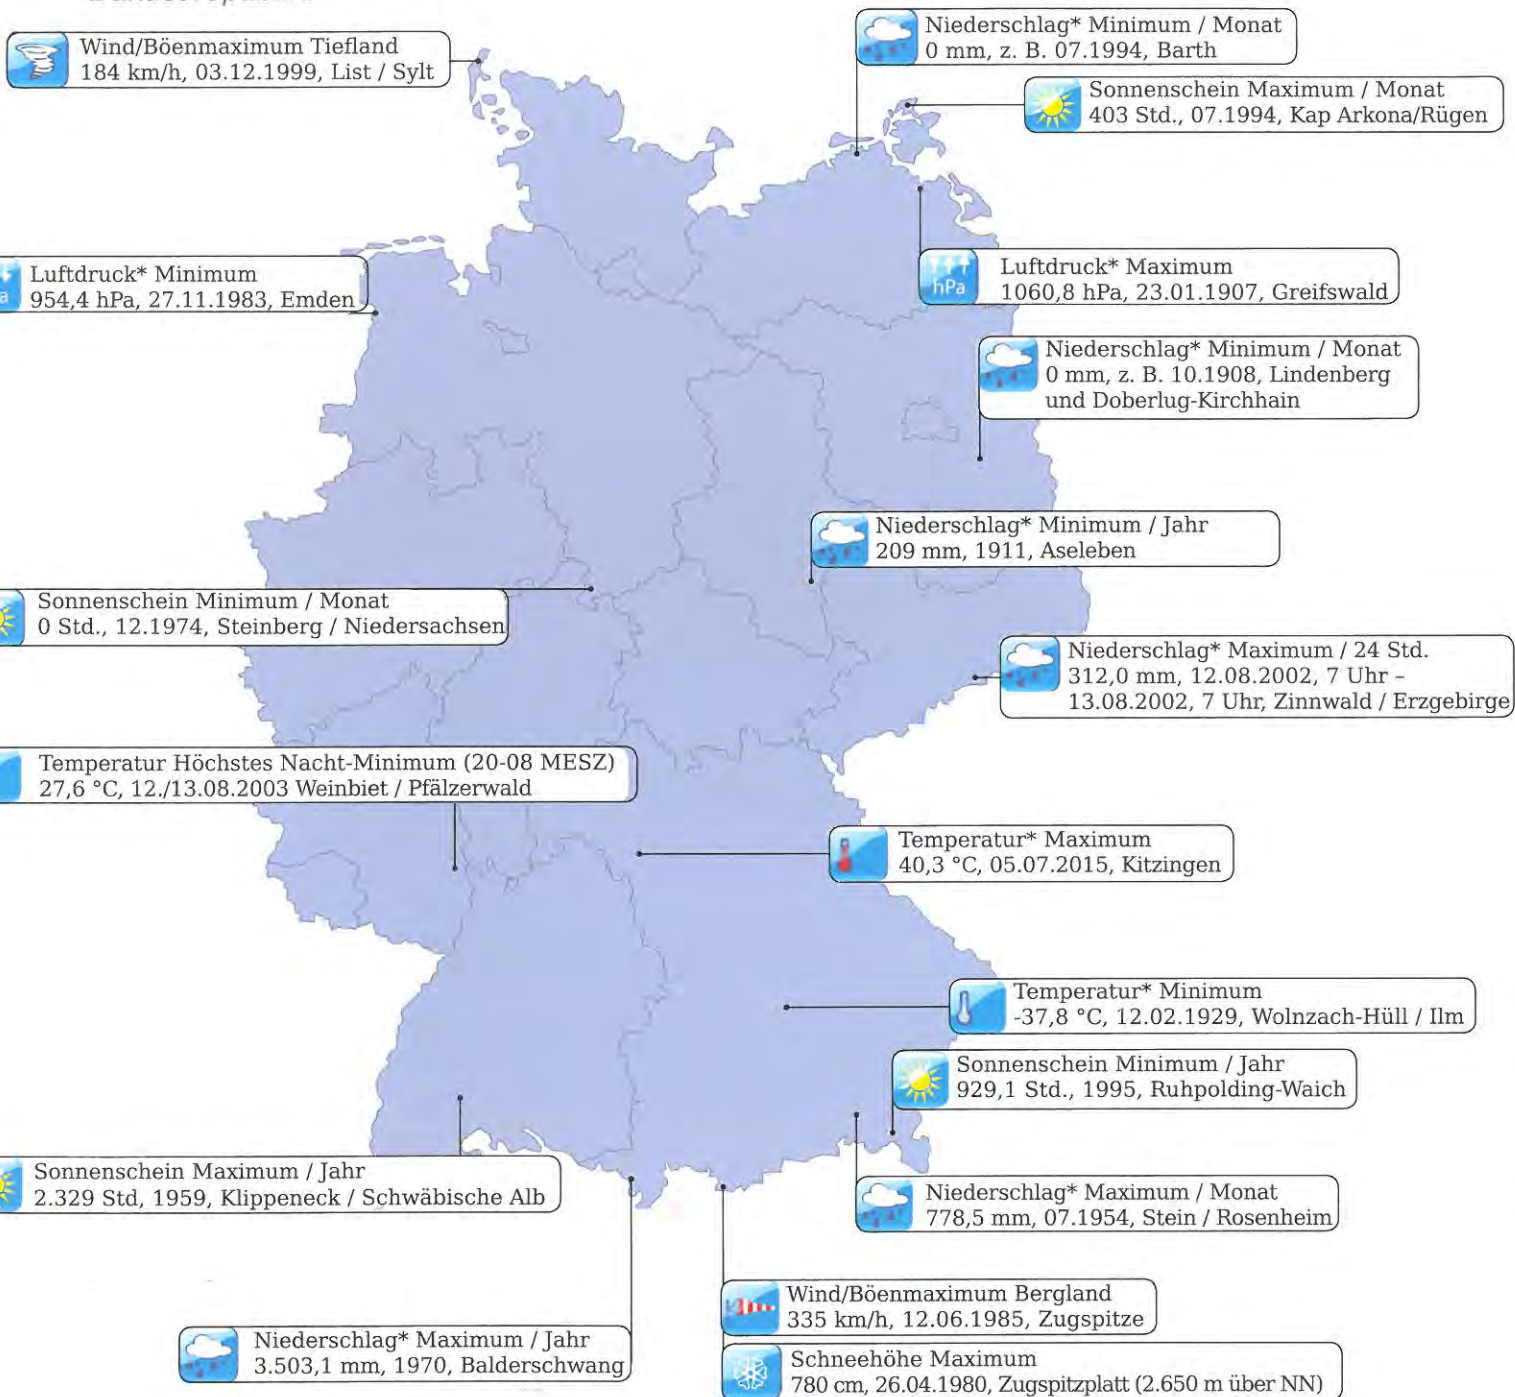 Wind/Böenmaximum Tiefland
184 km/h, 03.12.1999, List / Sylt
Niederschlag* Minimum / Monat
0 mm, z. B. 07.1994, Barth
Sonnenschein Maximum / Monat
403 Std., 07.1994, Kap Arkona/Rügen
Luftdruck* Minimum
954,4 hPa, 27.11.1983, Emden
hPa
Luftdruck* Maximum
1060,8 hPa, 23.01.1907, Greifswald
Niederschlag* Minimum / Monat
0 mm, z. B. 10.1908, Lindenberg
und Doberlug-Kirchhain
Niederschlag* Minimum / Jahr
209 mm, 1911, Aseleben
Sonnenschein Minimum / Monat
0 Std., 12.1974, Steinberg / Niedersachsen
Niederschlag* Maximum / 24 Std.
312,0 mm, 12.08.2002, 7 Uhr –
13.08.2002, 7 Uhr, Zinnwald / Erzgebirge
Temperatur Höchstes Nacht-Minimum (20-08 MESZ)
27,6 °C, 12./13.08.2003 Weinbiet / Pfälzerwald
Temperatur* Maximum
40,3 °C, 05.07.2015, Kitzingen
Temperatur* Minimum
-37,8 °C, 12.02.1929, Wolnzach-Hüll / Ilm
Sonnenschein Minimum / Jahr
929,1 Std., 1995, Ruhpolding-Waich
Sonnenschein Maximum / Jahr
2.329 Std, 1959, Klippeneck / Schwäbische Alb
Niederschlag* Maximum / Monat
778,5 mm, 07.1954, Stein / Rosenheim
Wind/Böenmaximum Bergland
335 km/h, 12.06.1985, Zugspitze
Niederschlag* Maximum / Jahr
3.503,1 mm, 1970, Balderschwang
Schneehöhe Maximum
780 cm, 26.04.1980, Zugspitzplatt (2.650 m über NN)